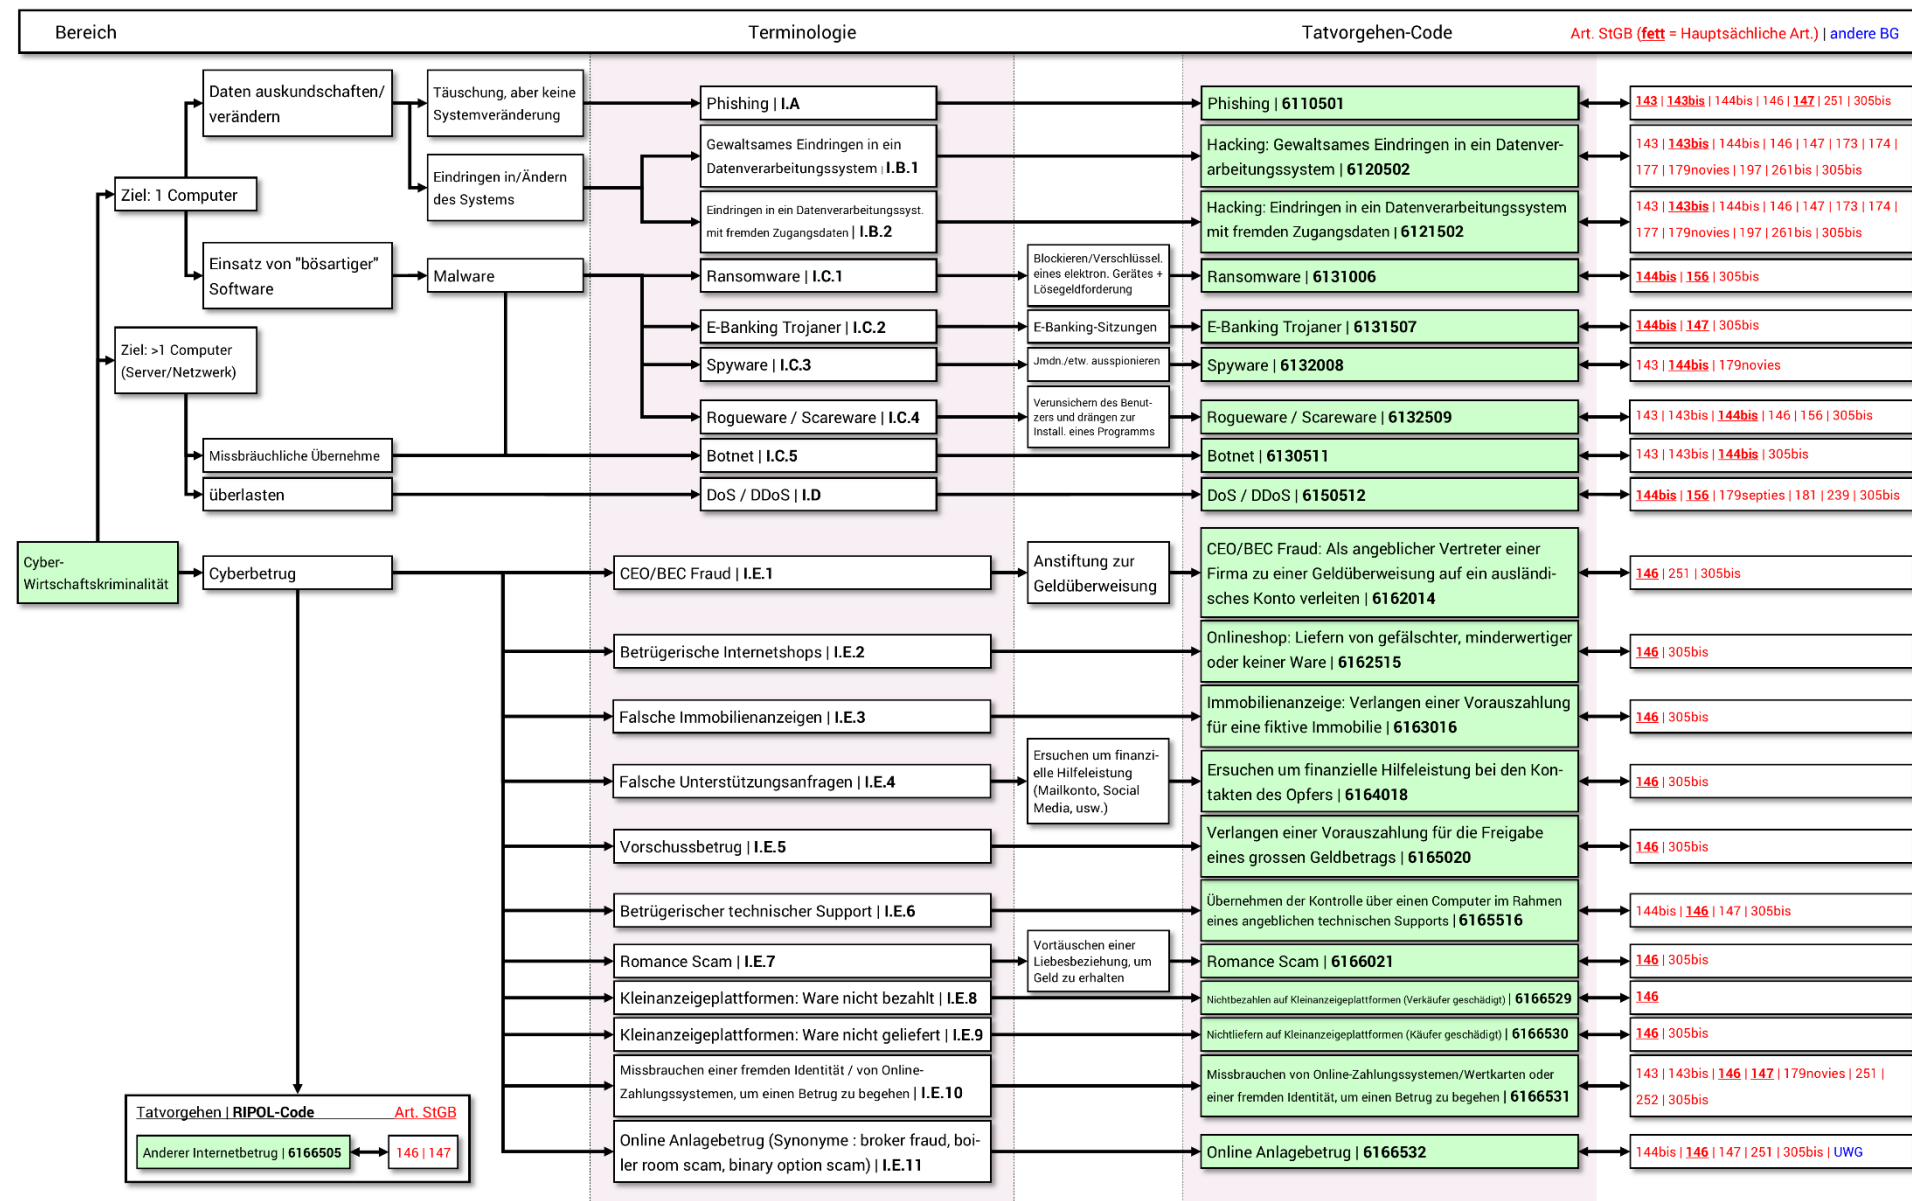 Bereich
Terminologie
Tatvorgehen-Code
Art. StGB (fett = Hauptsächliche Art.) | andere BG
Daten auskundschaften/
verändern
Täuschung, aber keine
Systemveränderung
Phishing | I.A
Phishing | 6110501
143 | 143bis | 144bis | 146 | 147 | 251 | 305bis
Gewaltsames Eindringen in ein
Datenverarbeitungssystem | I.B.1
Hacking: Gewaltsames Eindringen in ein Datenver-
arbeitungssystem | 6120502
143 | 143bis | 144bis | 146 | 147 | 173 | 174 |
177 | 179novies | 197 | 261bis | 305bis
Eindringen in/Ändern
des Systems
Ziel: 1 Computer
Eindringen in ein Datenverarbeitungssyst.
mit fremden Zugangsdaten | I.B.2
Hacking: Eindringen in ein Datenverarbeitungssystem
mit fremden Zugangsdaten | 6121502
143 | 143bis | 144bis | 146 | 147 | 173 | 174 |
177 | 179novies | 197 | 261bis | 305bis
Einsatz von "bösartiger"
Software
Malware
Ransomware | I.C.1
Blockieren/Verschlüssel.
eines elektron. Gerätes +
Lösegeldforderung
Ransomware | 6131006
144bis | 156 | 305bis
E-Banking Trojaner | I.C.2
E-Banking-Sitzungen
E-Banking Trojaner | 6131507
144bis | 147 | 305bis
Ziel: >1 Computer
(Server/Netzwerk)
Spyware | I.C.3
Jmdn./etw. ausspionieren
Spyware | 6132008
143 | 144bis | 179novies
Rogueware / Scareware | I.C.4
Verunsichern des Benut-
zers und drängen zur
Install. eines Programms
Rogueware / Scareware | 6132509
143 | 143bis | 144bis | 146 | 156 | 305bis
Missbräuchliche Übernehme
Botnet | I.C.5
Botnet | 6130511
143 | 143bis | 144bis | 305bis
überlasten
DoS / DDoS | I.D
DoS / DDoS | 6150512
144bis | 156 | 179septies | 181 | 239 | 305bis
Cyber-
Wirtschaftskriminalität
Cyberbetrug
CEO/BEC Fraud | I.E.1
Anstiftung zur
Geldüberweisung
CEO/BEC Fraud: Als angeblicher Vertreter einer
Firma zu einer Geldüberweisung auf ein ausländi-
sches Konto verleiten | 6162014
146 | 251 | 305bis
Betrügerische Internetshops | I.E.2
Onlineshop: Liefern von gefälschter, minderwertiger
oder keiner Ware | 6162515
146 | 305bis
Falsche Immobilienanzeigen | I.E.3
Immobilienanzeige: Verlangen einer Vorauszahlung
für eine fiktive Immobilie | 6163016
146 | 305bis
Falsche Unterstützungsanfragen | I.E.4
Ersuchen um finanzi-
elle Hilfeleistung
(Mailkonto, Social
Media, usw.)
Ersuchen um finanzielle Hilfeleistung bei den Kon-
takten des Opfers | 6164018
146 | 305bis
Vorschussbetrug | I.E.5
Verlangen einer Vorauszahlung für die Freigabe
eines grossen Geldbetrags | 6165020
146 | 305bis
Betrügerischer technischer Support | I.E.6
Übernehmen der Kontrolle über einen Computer im Rahmen
eines angeblichen technischen Supports | 6165516
144bis | 146 | 147 | 305bis
Romance Scam | I.E.7
Vortäuschen einer
Liebesbeziehung, um
Geld zu erhalten
Romance Scam | 6166021
146 | 305bis
Kleinanzeigeplattformen: Ware nicht bezahlt | I.E.8
Nichtbezahlen auf Kleinanzeigeplattformen (Verkäufer geschädigt) | 6166529
146
Kleinanzeigeplattformen: Ware nicht geliefert | I.E.9
Nichtliefern auf Kleinanzeigeplattformen (Käufer geschädigt) | 6166530
146 | 305bis
Missbrauchen einer fremden Identität / von Online-
Zahlungssystemen, um einen Betrug zu begehen | I.E.10
Missbrauchen von Online-Zahlungssystemen/Wertkarten oder
einer fremden Identität, um einen Betrug zu begehen | 6166531
143 | 143bis | 146 | 147 | 179novies | 251 |
252 | 305bis
Tatvorgehen | RIPOL-Code
Art. StGB
Anderer Internetbetrug | 6166505
146 | 147
Online Anlagebetrug (Synonyme : broker fraud, boi-
ler room scam, binary option scam) | I.E.11
Online Anlagebetrug | 6166532
144bis | 146 | 147 | 251 | 305bis | UWG